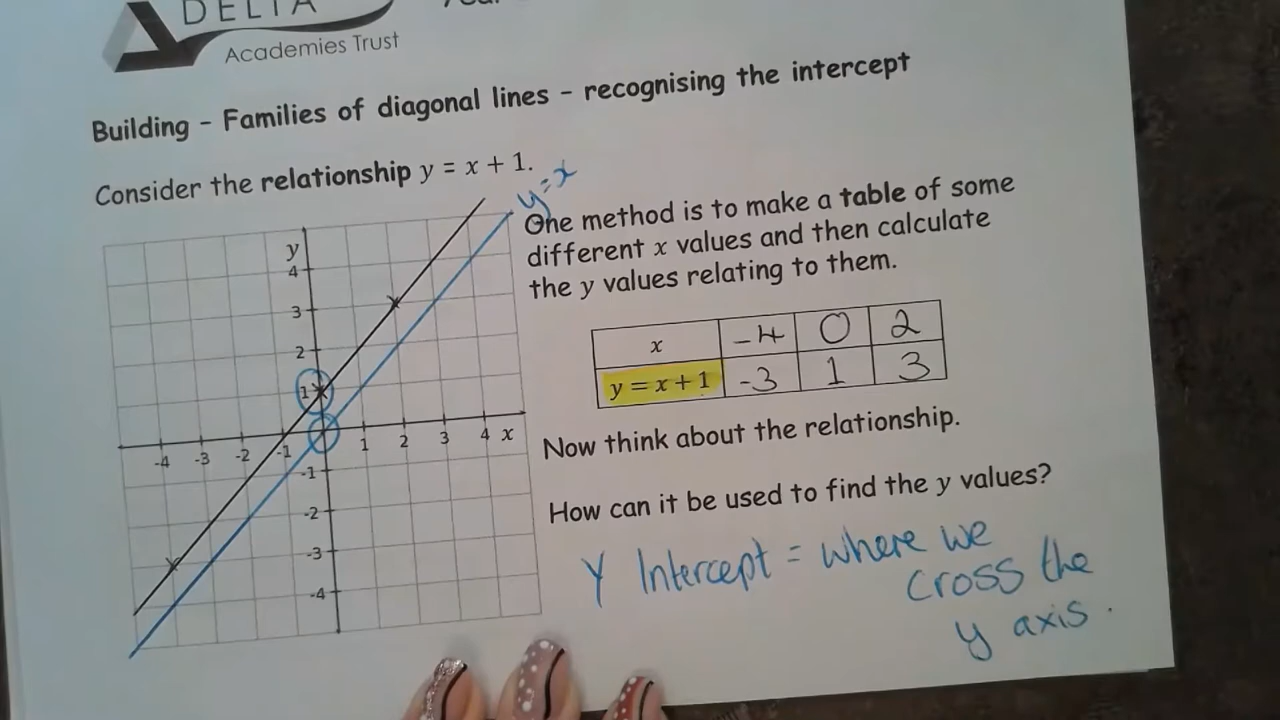 DELTA
Academies Trust
Building - Families of diagonal lines - recognising the intercept
Consider the relationship y = x + 1.
y = x
One method is to make a table of some
different x values and then calculate
the y values relating to them.
x -4 0 2
y = x + 1 -3 1 3
Now think about the relationship.
How can it be used to find the y values?
Y Intercept = where we
cross the
y axis.
y
4
3
2
1
-4 -3 -2 -1 1 2 3 4 x
-1
-2
-3
-4